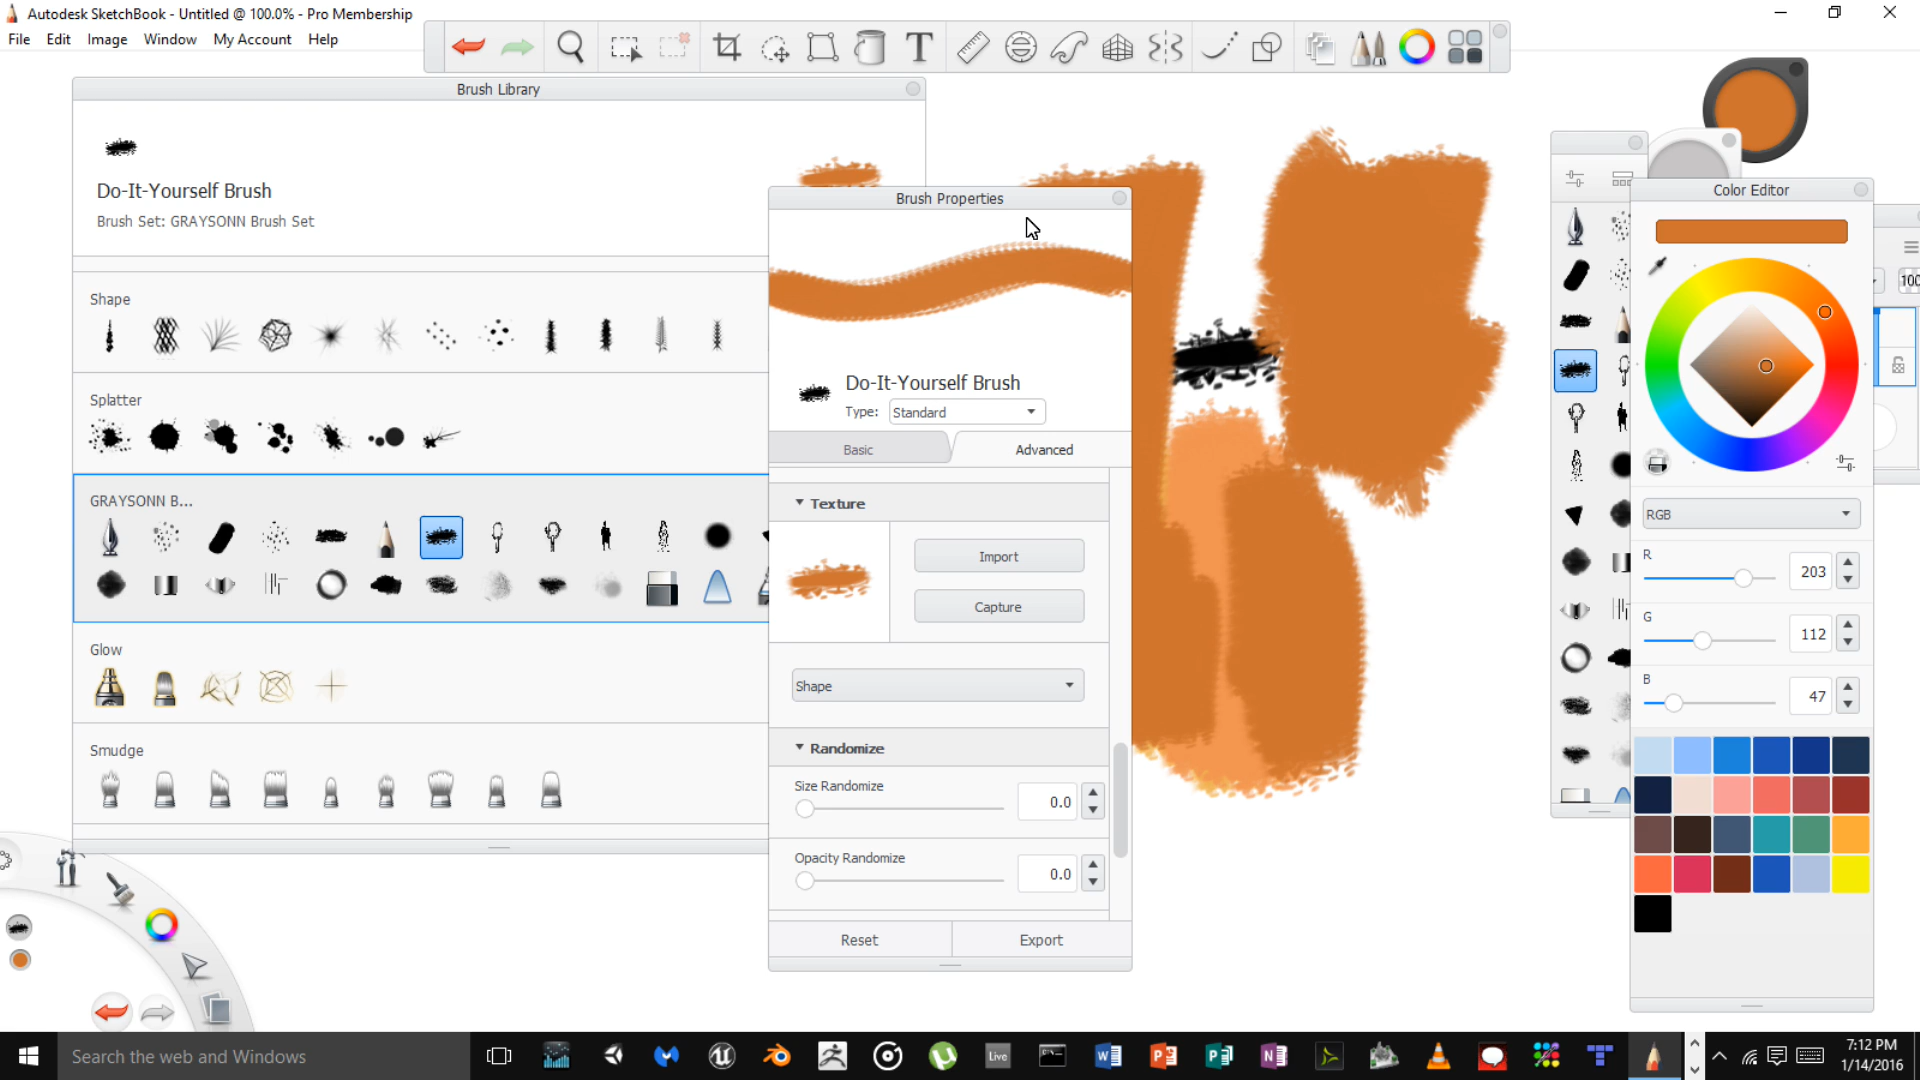 Autodesk SketchBook - Untitled @ 100.0% - Pro Membership
File Edit Image Window My Account Help
T
Brush Library
Do-It-Yourself Brush
Brush Set: GRAYSONN Brush Set
Shape
Splatter
GRAYSONN B...
Glow
Smudge
Brush Properties
Do-It-Yourself Brush
Type: Standard
Basic Advanced
Texture
Import
Capture
Shape
Randomize
Size Randomize
0.0
Opacity Randomize
0.0
Reset Export
Color Editor
100
RGB
R
203
G
112
B
47
Search the web and Windows
Live
7:12 PM
1/14/2016